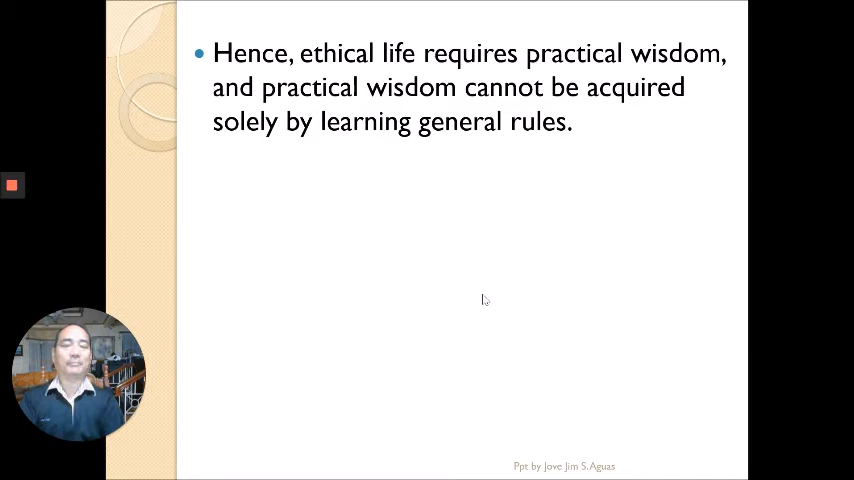 Hence, ethical life requires practical wisdom,
and practical wisdom cannot be acquired
solely by learning general rules.
Ppt by Jove Jim S. Aguas